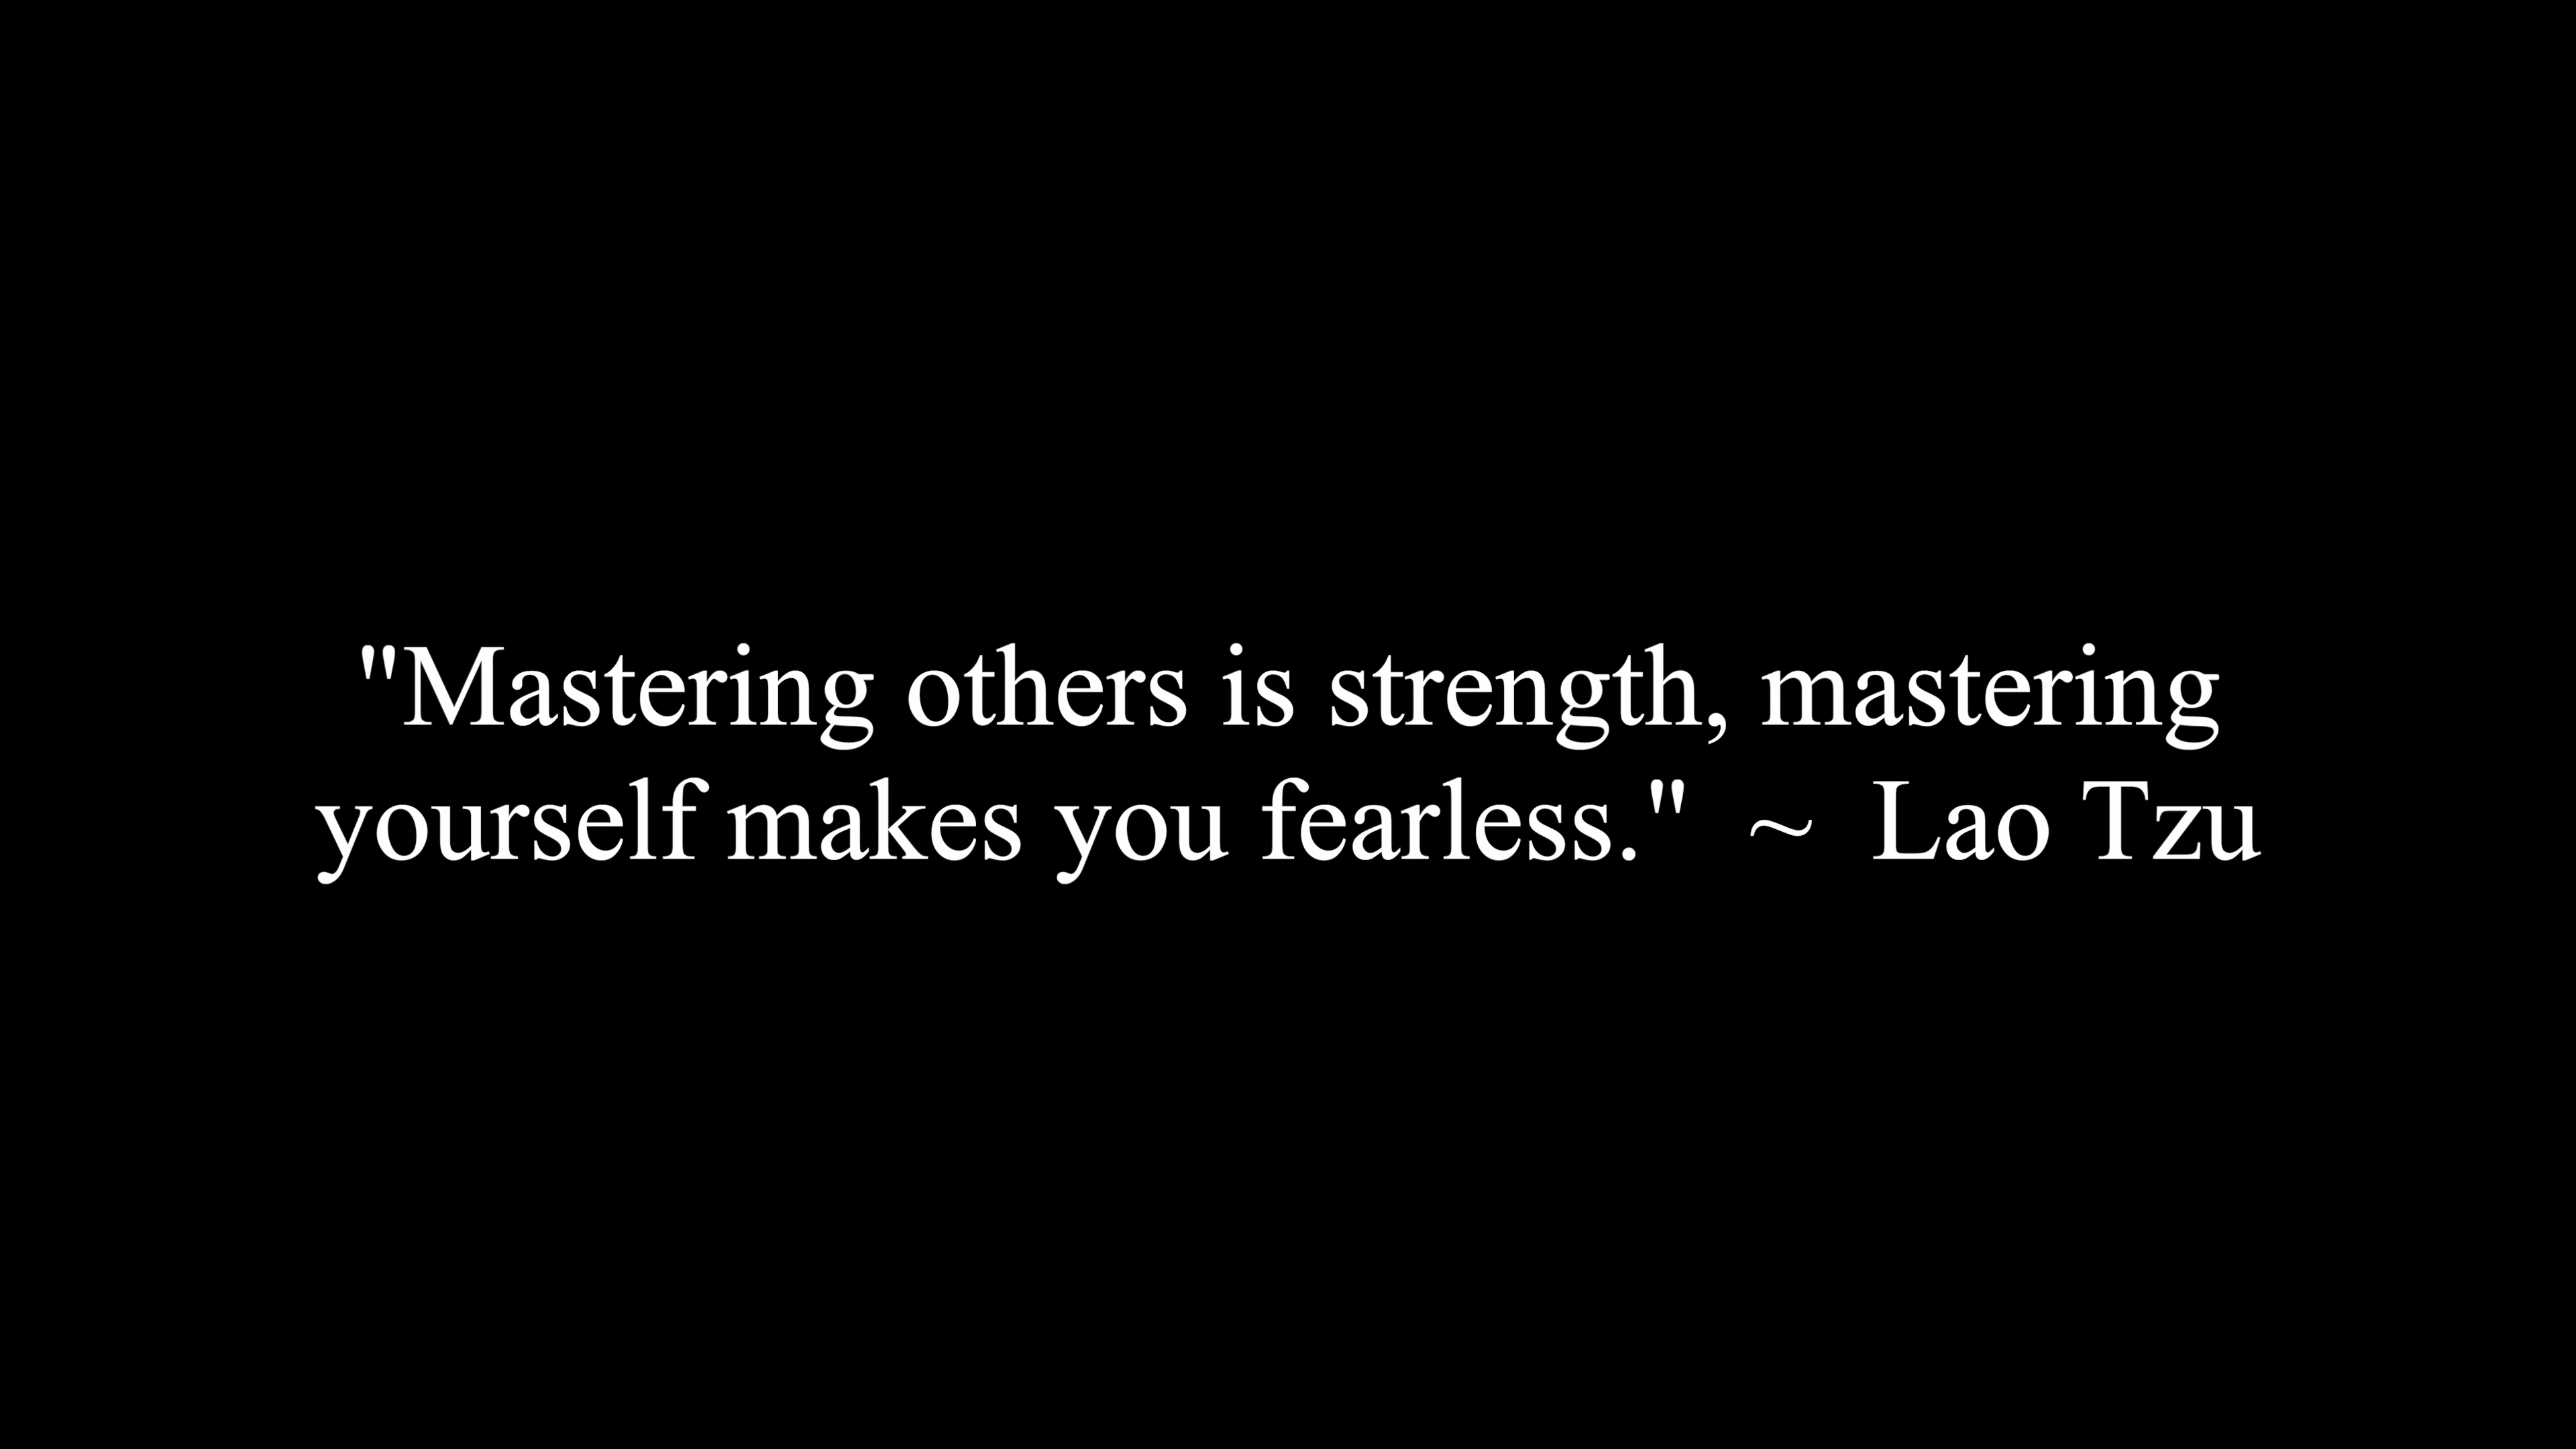 "Mastering others is strength, mastering
yourself makes you fearless."  ~  Lao Tzu